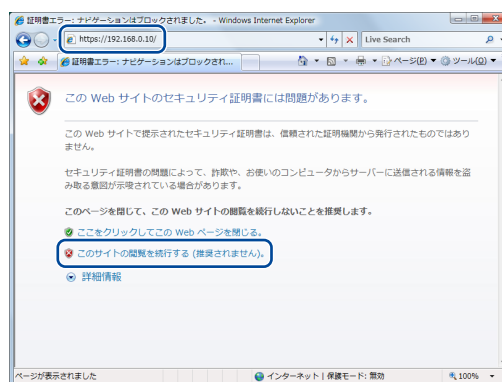 証明書エラー: ナビゲーションはブロックされました。 - Windows Internet Explorer
https://192.168.0.10/
Live Search
証明書エラー: ナビゲーションはブロックされ...
ページ(P)
ツール(O)
この Web サイトのセキュリティ証明書には問題があります。
この Web サイトで提示されたセキュリティ証明書は、信頼された証明機関から発行されたものではあり
ません。
セキュリティ証明書の問題によって、詐欺や、お使いのコンピュータからサーバーに送信される情報を盗
み取る意図が示唆されている場合があります。
このページを閉じて、この Web サイトの閲覧を続行しないことを推奨します。
ここをクリックしてこの Web ページを閉じる。
このサイトの閲覧を続行する (推奨されません)。
詳細情報
ページが表示されました
インターネット | 保護モード: 無効
100%